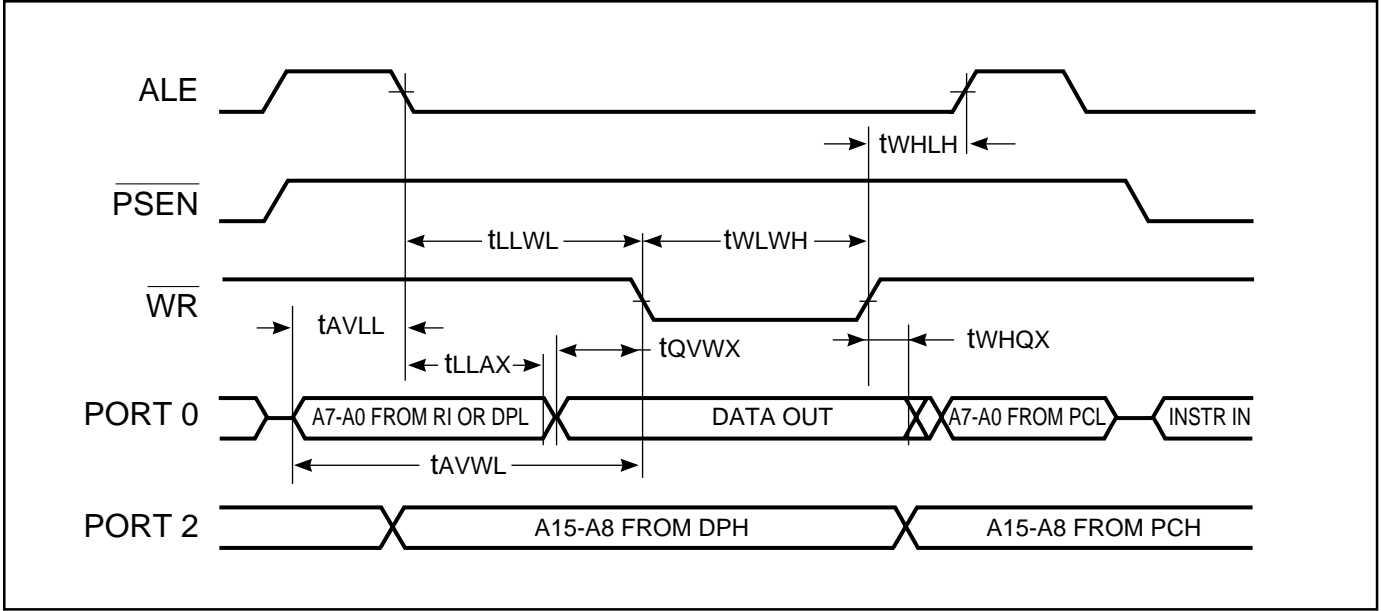 ALE
tWHLH
PSEN
tLLWL
tWLWH
WR
tAVLL
tLLAX
tQVWX
tWHQX
PORT 0
A7-A0 FROM RI OR DPL
DATA OUT
A7-A0 FROM PCL
INSTR IN
tAVWL
PORT 2
A15-A8 FROM DPH
A15-A8 FROM PCH